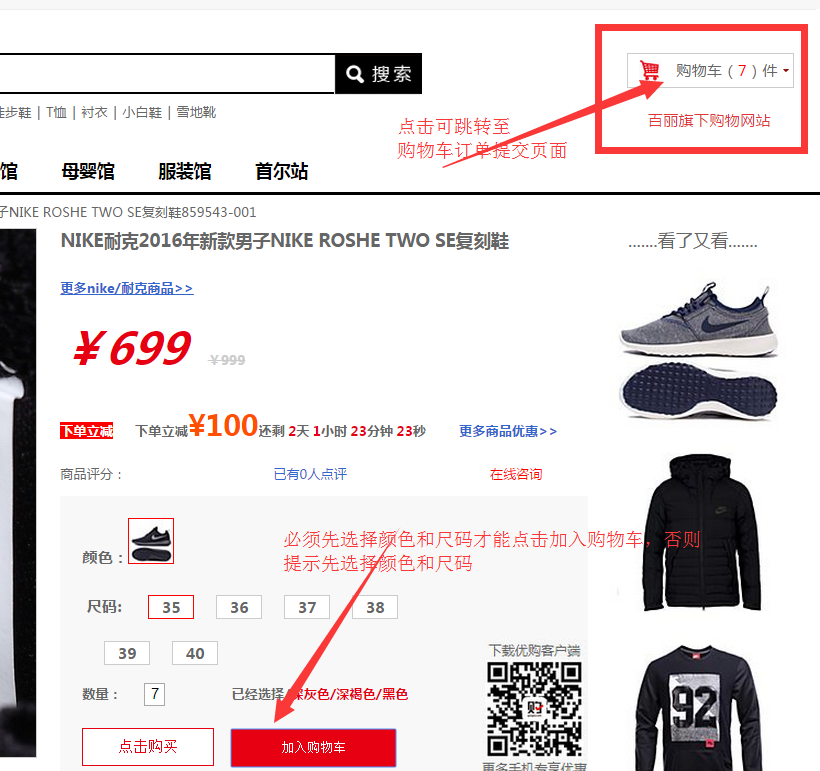 搜索
购物车（7）件
徒步鞋 | T恤 | 衬衣 | 小白鞋 | 雪地靴
点击可跳转至
购物车订单提交页面
百丽旗下购物网站
馆 母婴馆 服装馆 首尔站
子NIKE ROSHE TWO SE复刻鞋859543-001
NIKE耐克2016年新款男子NIKE ROSHE TWO SE复刻鞋
.......看了又看.......
更多nike/耐克商品>>
￥699 ￥999
下单立减 下单立减¥100还剩 2天 1小时 23分钟 23秒 更多商品优惠>>
商品评分： 已有0人点评 在线咨询
必须先选择颜色和尺码才能点击加入购物车，否则
提示先选择颜色和尺码
颜色：
尺码: 35 36 37 38
39 40
下载优购客户端
数量： 7 已经选择 深灰色/深褐色/黑色
购
92
点击购买 加入购物车
更多手机专享优惠